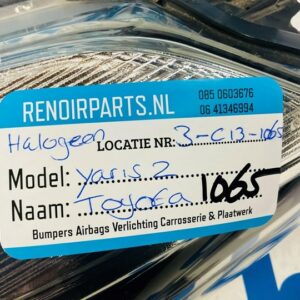 RENOIRPARTS.NL
085 0603676
06 41346994
Halogeen
LOCATIE NR: 3-C13-1065
Model: yaris 2
Naam: Toyota 1065
Bumpers Airbags Verlichting Carrosserie & Plaatwerk